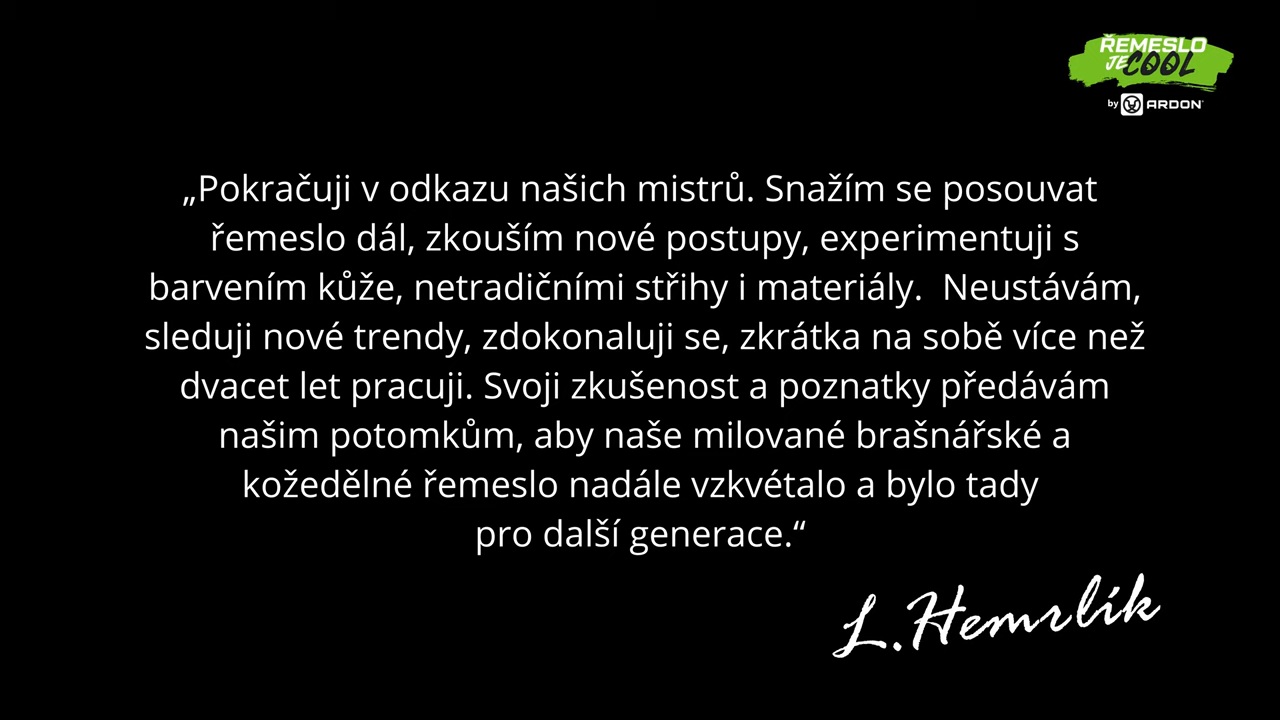 ŘEMESLO
JE COOL
by ARDON
„Pokračuji v odkazu našich mistrů. Snažím se posouvat
řemeslo dál, zkouším nové postupy, experimentuji s
barvením kůže, netradičními střihy i materiály.  Neustávám,
sleduji nové trendy, zdokonaluji se, zkrátka na sobě více než
dvacet let pracuji. Svoji zkušenost a poznatky předávám
našim potomkům, aby naše milované brašnářské a
kožedělné řemeslo nadále vzkvétalo a bylo tady
pro další generace.“
L.Hemrlík